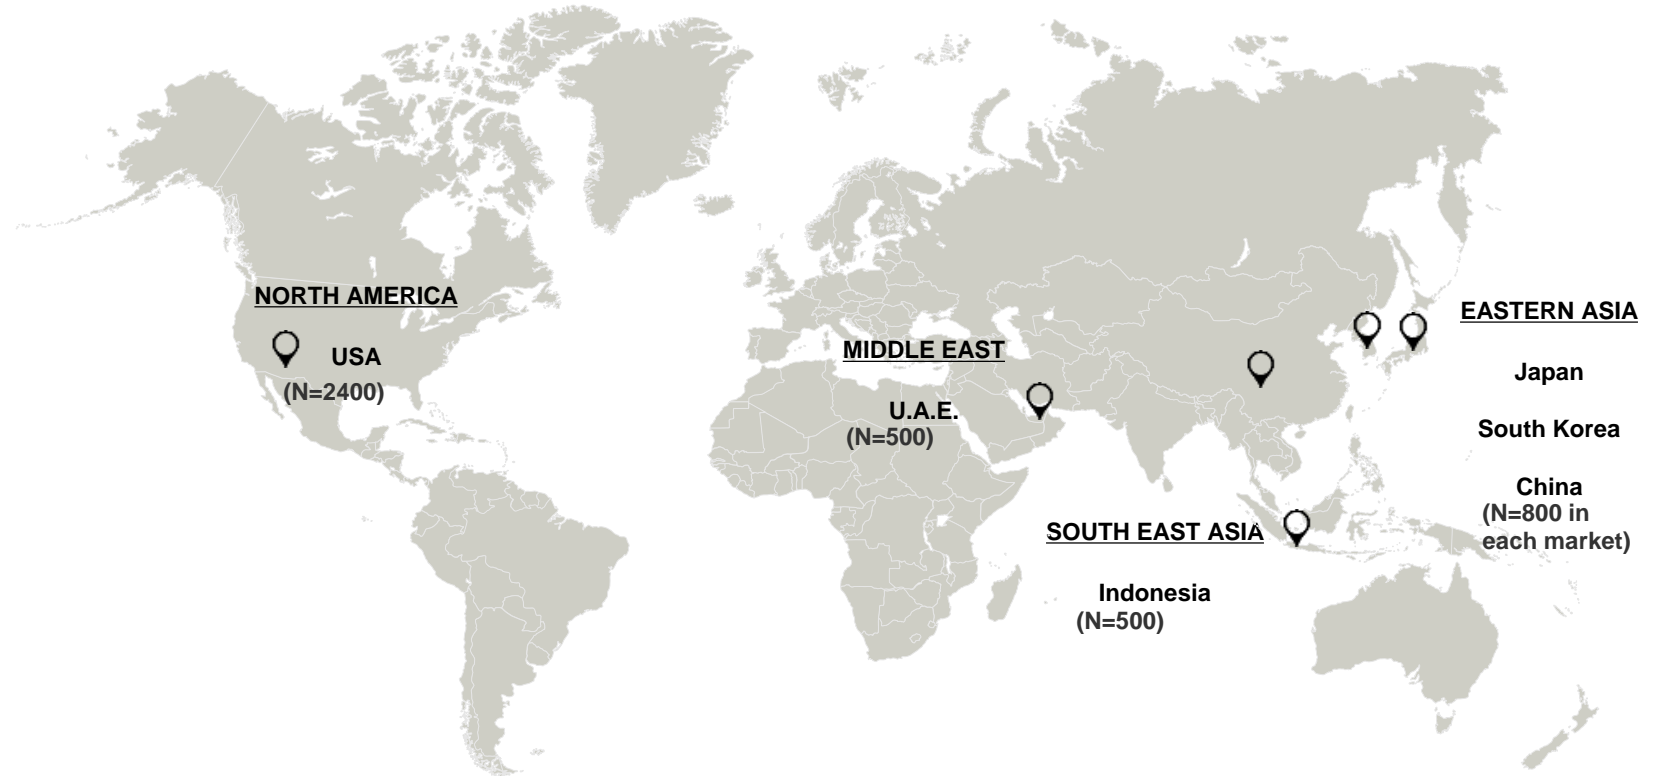 NORTH AMERICA
USA
(N=2400)
MIDDLE EAST
U.A.E.
(N=500)
SOUTH EAST ASIA
Indonesia
(N=500)
EASTERN ASIA
Japan
South Korea
China
(N=800 in
each market)